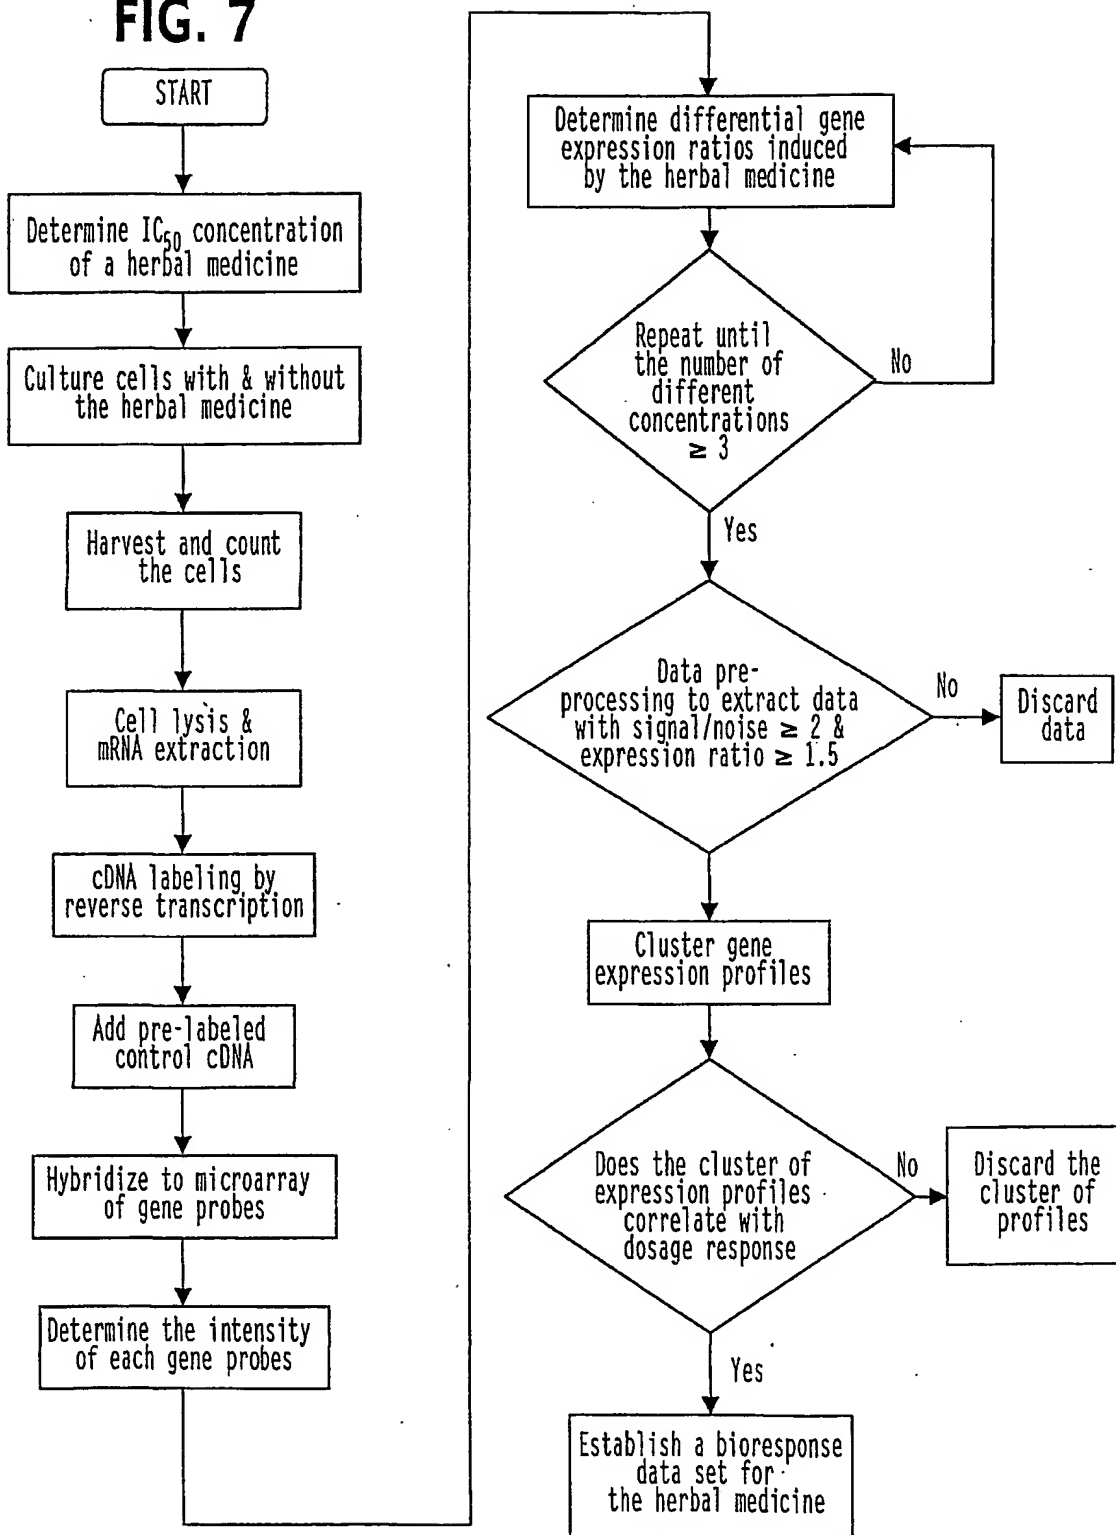 FIG. 7
START
Determine IC50 concentration
of a herbal medicine
Culture cells with & without
the herbal medicine
Harvest and count
the cells
Cell lysis &
mRNA extraction
cDNA labeling by
reverse transcription
Add pre-labeled
control cDNA
Hybridize to microarray
of gene probes
Determine the intensity
of each gene probes
Determine differential gene
expression ratios induced
by the herbal medicine
Repeat until
the number of
different
concentrations
≥ 3
No
Yes
Data pre-
processing to extract data
with signal/noise ≥ 2 &
expression ratio ≥ 1.5
No
Discard
data
Cluster gene
expression profiles
Does the cluster of
expression profiles
correlate with
dosage response
No
Discard the
cluster of
profiles
Yes
Establish a bioresponse
data set for
the herbal medicine